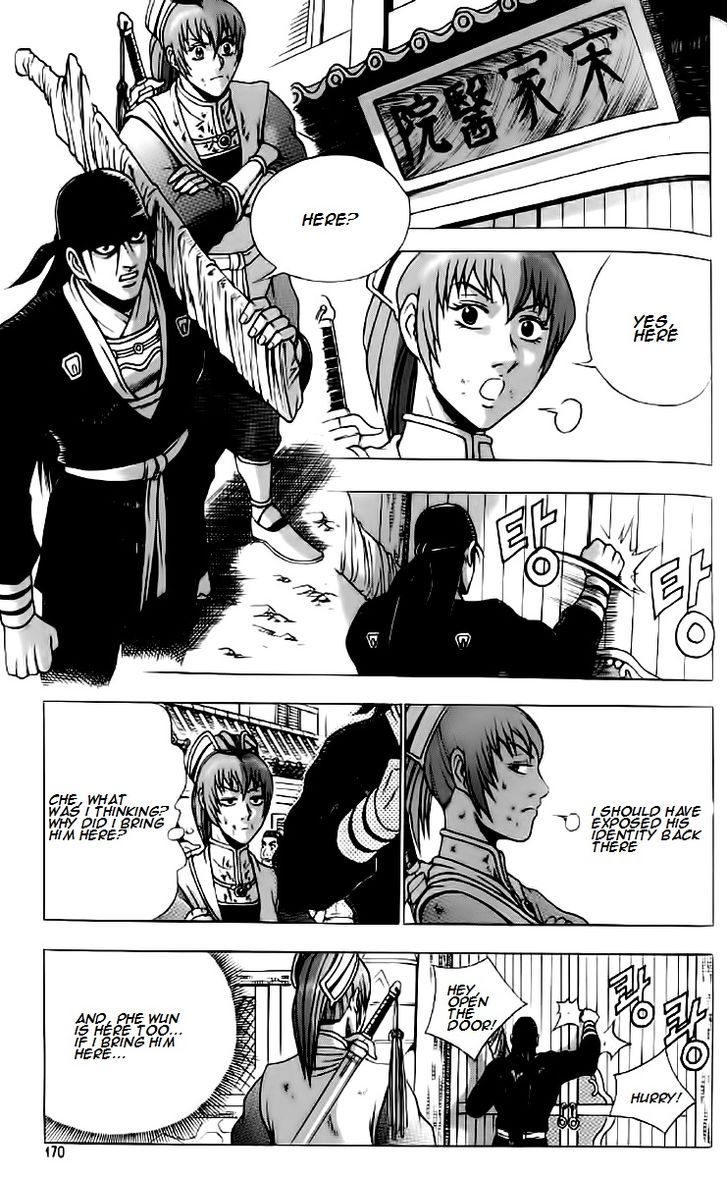 宋家醫院
HERE?
YES,
HERE
탕
탕
CHE, WHAT
WAS I THINKING?
WHY DID I BRING
HIM HERE?
I SHOULD HAVE
EXPOSED HIS
IDENTITY BACK
THERE
AND, PHE WUN
IS HERE TOO...
IF I BRING HIM
HERE...
HEY,
OPEN
THE
DOOR!
쾅
쾅
HURRY!
170